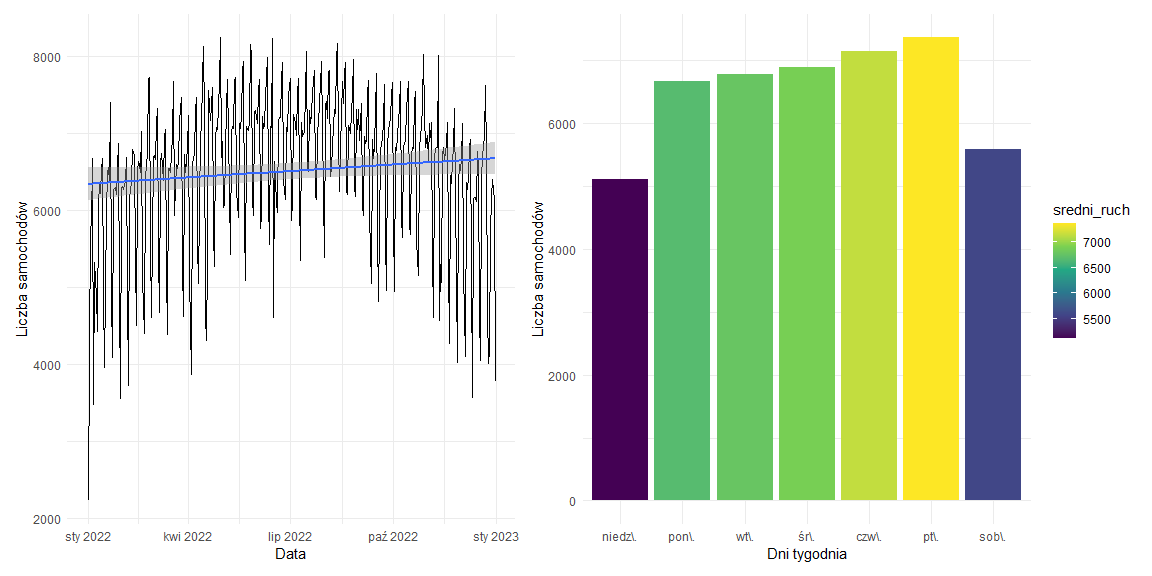 8000
6000
4000
2000
Liczba samochodów
sty 2022
kwi 2022
lip 2022
paź 2022
sty 2023
Data
6000
4000
2000
0
Liczba samochodów
niedz\.
pon\.
wt\.
śr\.
czw\.
pt\.
sob\.
Dni tygodnia
sredni_ruch
7000
6500
6000
5500